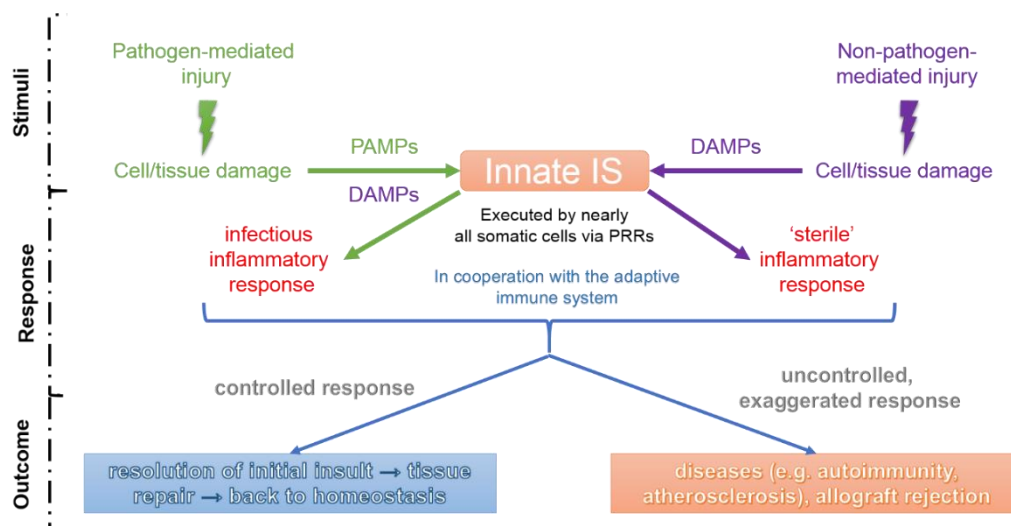 Stimuli
Pathogen-mediated
injury
Non-pathogen-
mediated injury
Cell/tissue damage
PAMPs
DAMPs
Innate IS
DAMPs
Cell/tissue damage
Response
infectious
inflammatory
response
Executed by nearly
all somatic cells via PRRs
In cooperation with the adaptive
immune system
'sterile'
inflammatory
response
controlled response
uncontrolled,
exaggerated response
Outcome
resolution of initial insult → tissue
repair → back to homeostasis
diseases (e.g. autoimmunity,
atherosclerosis), allograft rejection